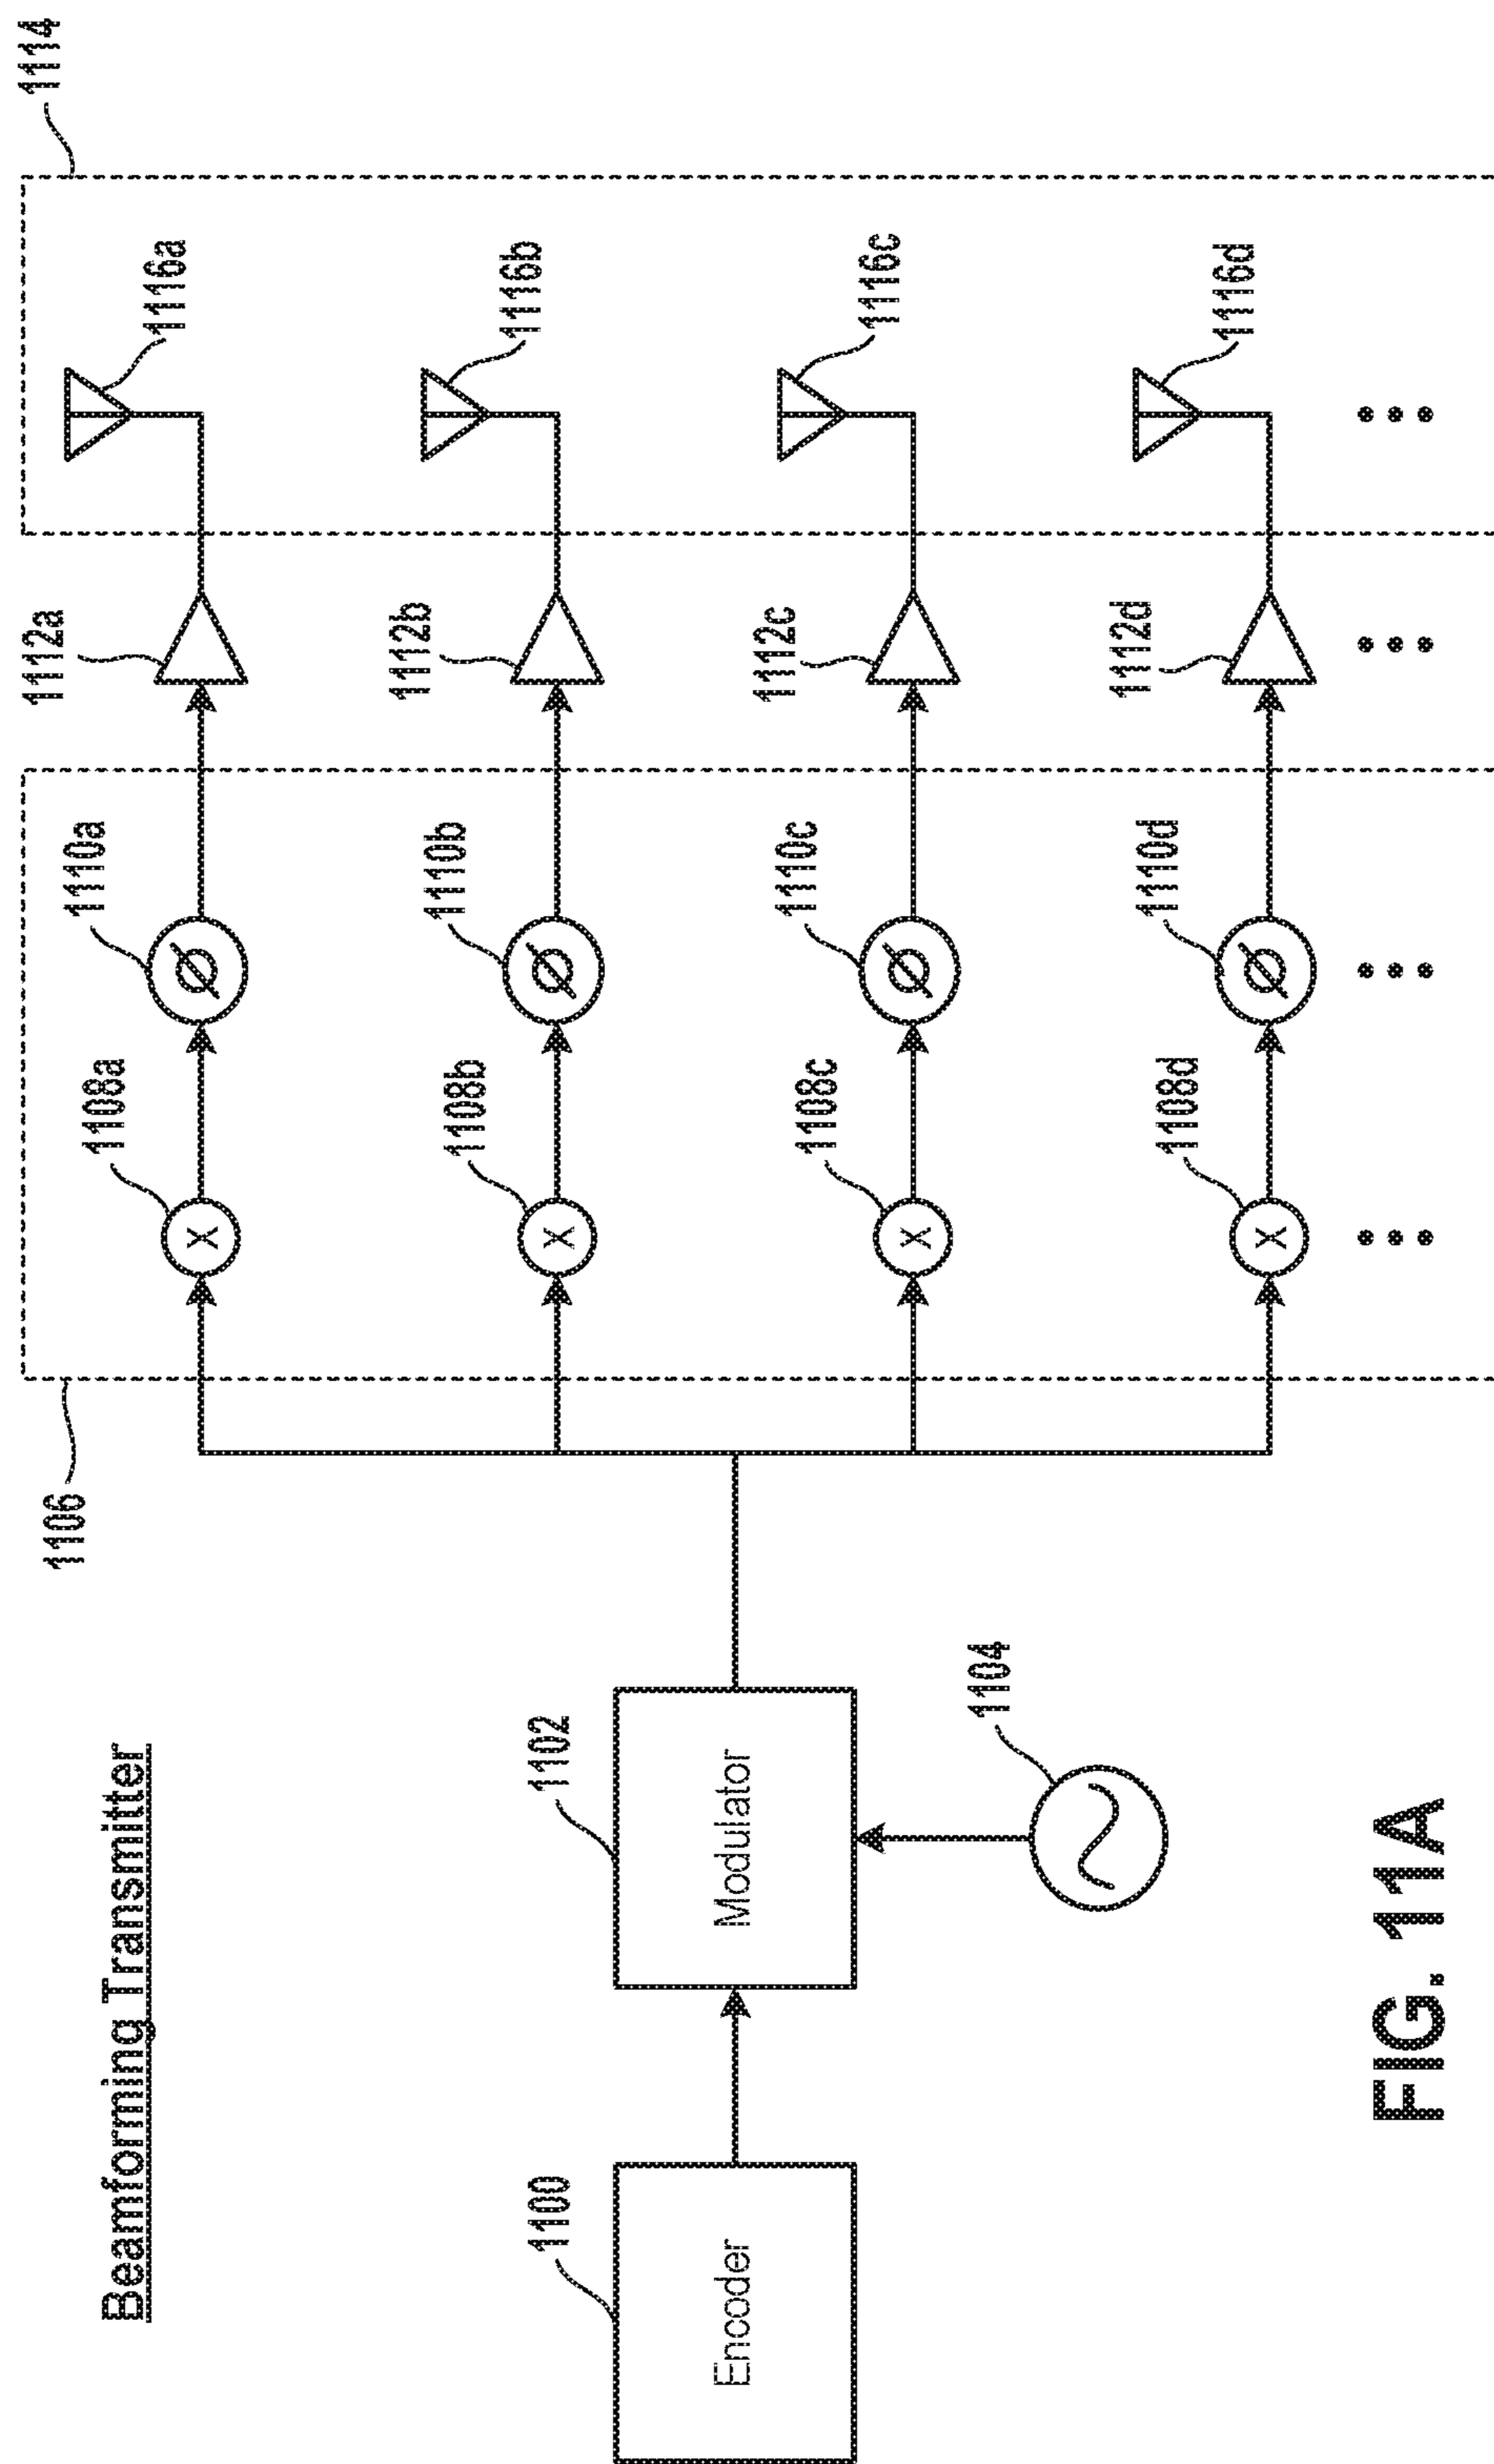 Beamforming Transmitter
1106
1108a
1110a
1112a
1116a
1114
X
Ø
1108b
1110b
1112b
1116b
X
Ø
1100
1102
Encoder
Modulator
1108c
1110c
1112c
1116c
X
Ø
1104
1108d
1110d
1112d
1116d
X
Ø
FIG. 11A